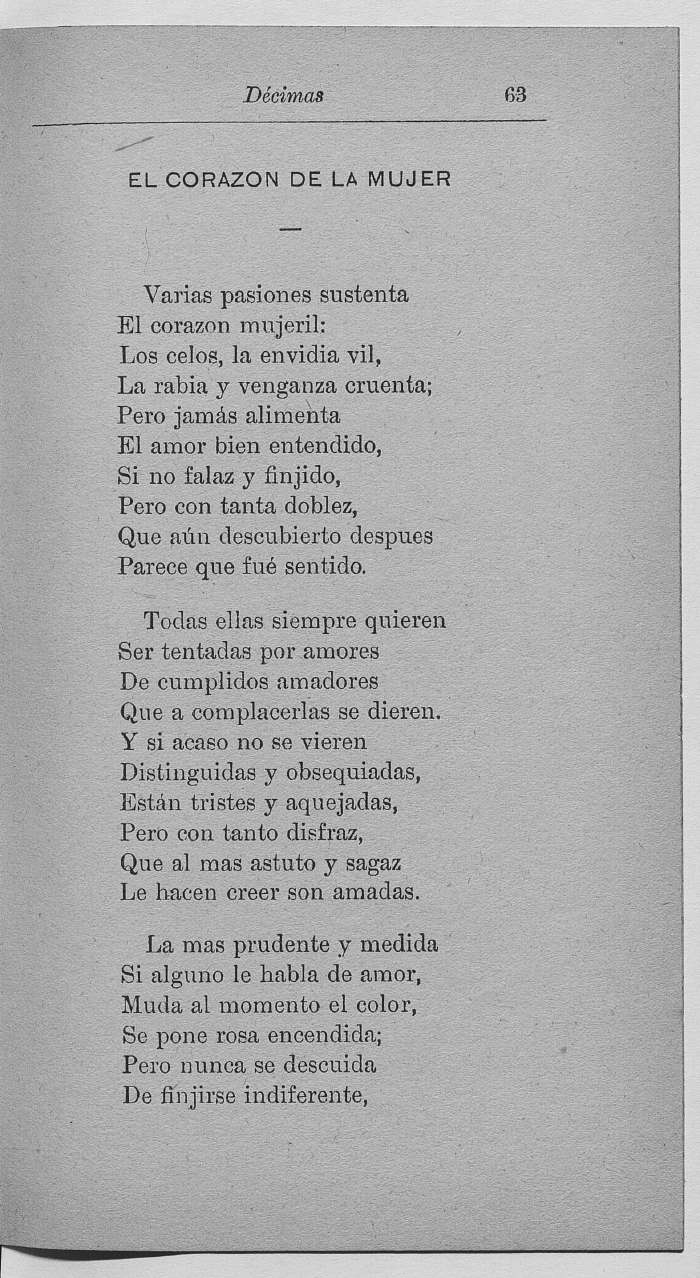 Décimas 63
EL CORAZON DE LA MUJER
Varias pasiones sustenta
El corazon mujeril:
Los celos, la envidia vil,
La rabia y venganza cruenta;
Pero jamás alimenta
El amor bien entendido,
Si no falaz y finjido,
Pero con tanta doblez,
Que aún descubierto despues
Parece que fué sentido.
Todas ellas siempre quieren
Ser tentadas por amores
De cumplidos amadores
Que a complacerlas se dieren.
Y si acaso no se vieren
Distinguidas y obsequiadas,
Están tristes y aquejadas,
Pero con tanto disfraz,
Que al mas astuto y sagaz
Le hacen creer son amadas.
La mas prudente y medida
Si alguno le habla de amor,
Muda al momento el color,
Se pone rosa encendida;
Pero nunca se descuida
De finjirse indiferente,